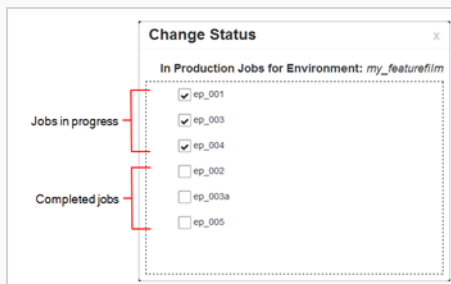 Change Status x
In Production Jobs for Environment: my_featurefilm
ep_001
Jobs in progress
ep_003
ep_004
ep_002
Completed jobs
ep_003a
ep_005